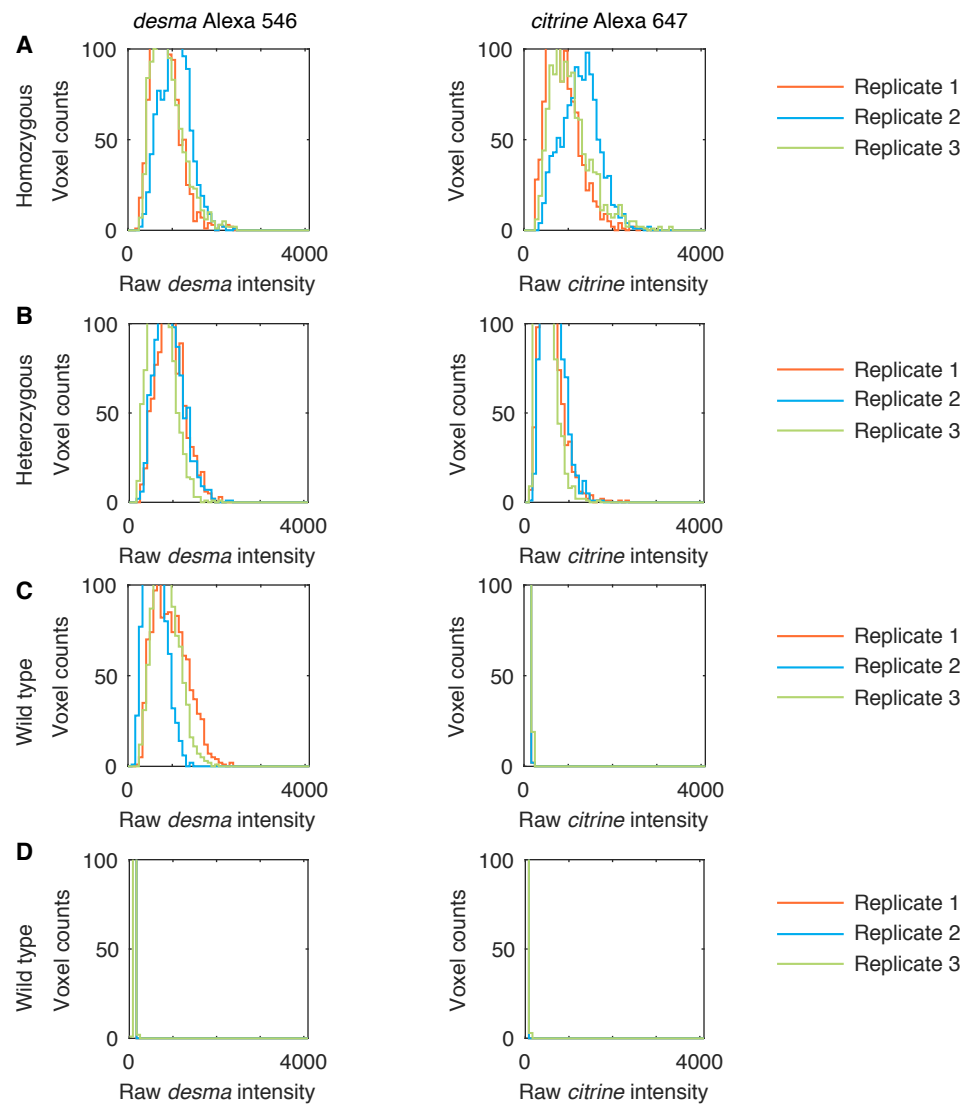 desma Alexa 546
citrine Alexa 647
A
Homozygous
Voxel counts
100
50
0
0
4000
Raw desma intensity
Voxel counts
100
50
0
0
4000
Raw citrine intensity
Replicate 1
Replicate 2
Replicate 3
B
Heterozygous
Voxel counts
100
50
0
0
4000
Raw desma intensity
Voxel counts
100
50
0
0
4000
Raw citrine intensity
Replicate 1
Replicate 2
Replicate 3
C
Wild type
Voxel counts
100
50
0
0
4000
Raw desma intensity
Voxel counts
100
50
0
0
4000
Raw citrine intensity
Replicate 1
Replicate 2
Replicate 3
D
Wild type
Voxel counts
100
50
0
0
4000
Raw desma intensity
Voxel counts
100
50
0
0
4000
Raw citrine intensity
Replicate 1
Replicate 2
Replicate 3